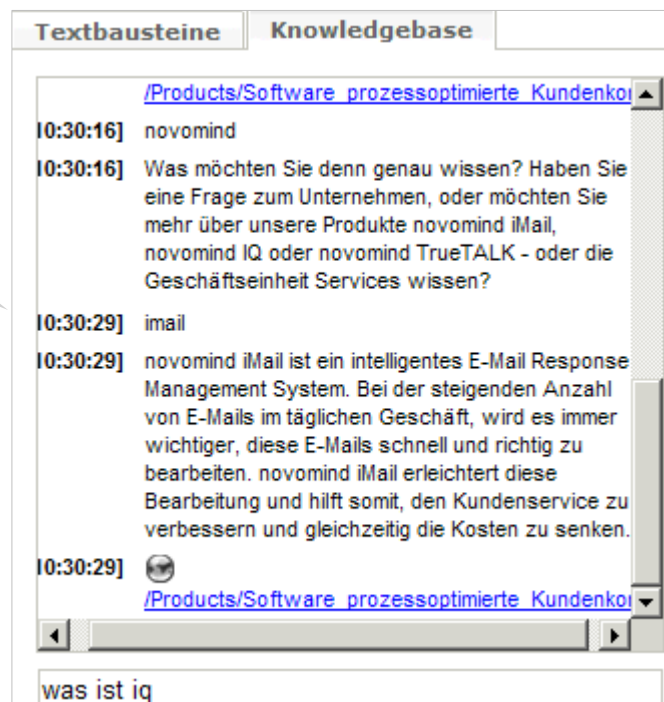 Textbausteine Knowledgebase
/Products/Software_prozessoptimierte_Kundenkor
10:30:16] novomind
10:30:16] Was möchten Sie denn genau wissen? Haben Sie
eine Frage zum Unternehmen, oder möchten Sie
mehr über unsere Produkte novomind iMail,
novomind IQ oder novomind TrueTALK - oder die
Geschäftseinheit Services wissen?
10:30:29] imail
10:30:29] novomind iMail ist ein intelligentes E-Mail Response
Management System. Bei der steigenden Anzahl
von E-Mails im täglichen Geschäft, wird es immer
wichtiger, diese E-Mails schnell und richtig zu
bearbeiten. novomind iMail erleichtert diese
Bearbeitung und hilft somit, den Kundenservice zu
verbessern und gleichzeitig die Kosten zu senken.
10:30:29]
/Products/Software_prozessoptimierte_Kundenkor
was ist iq